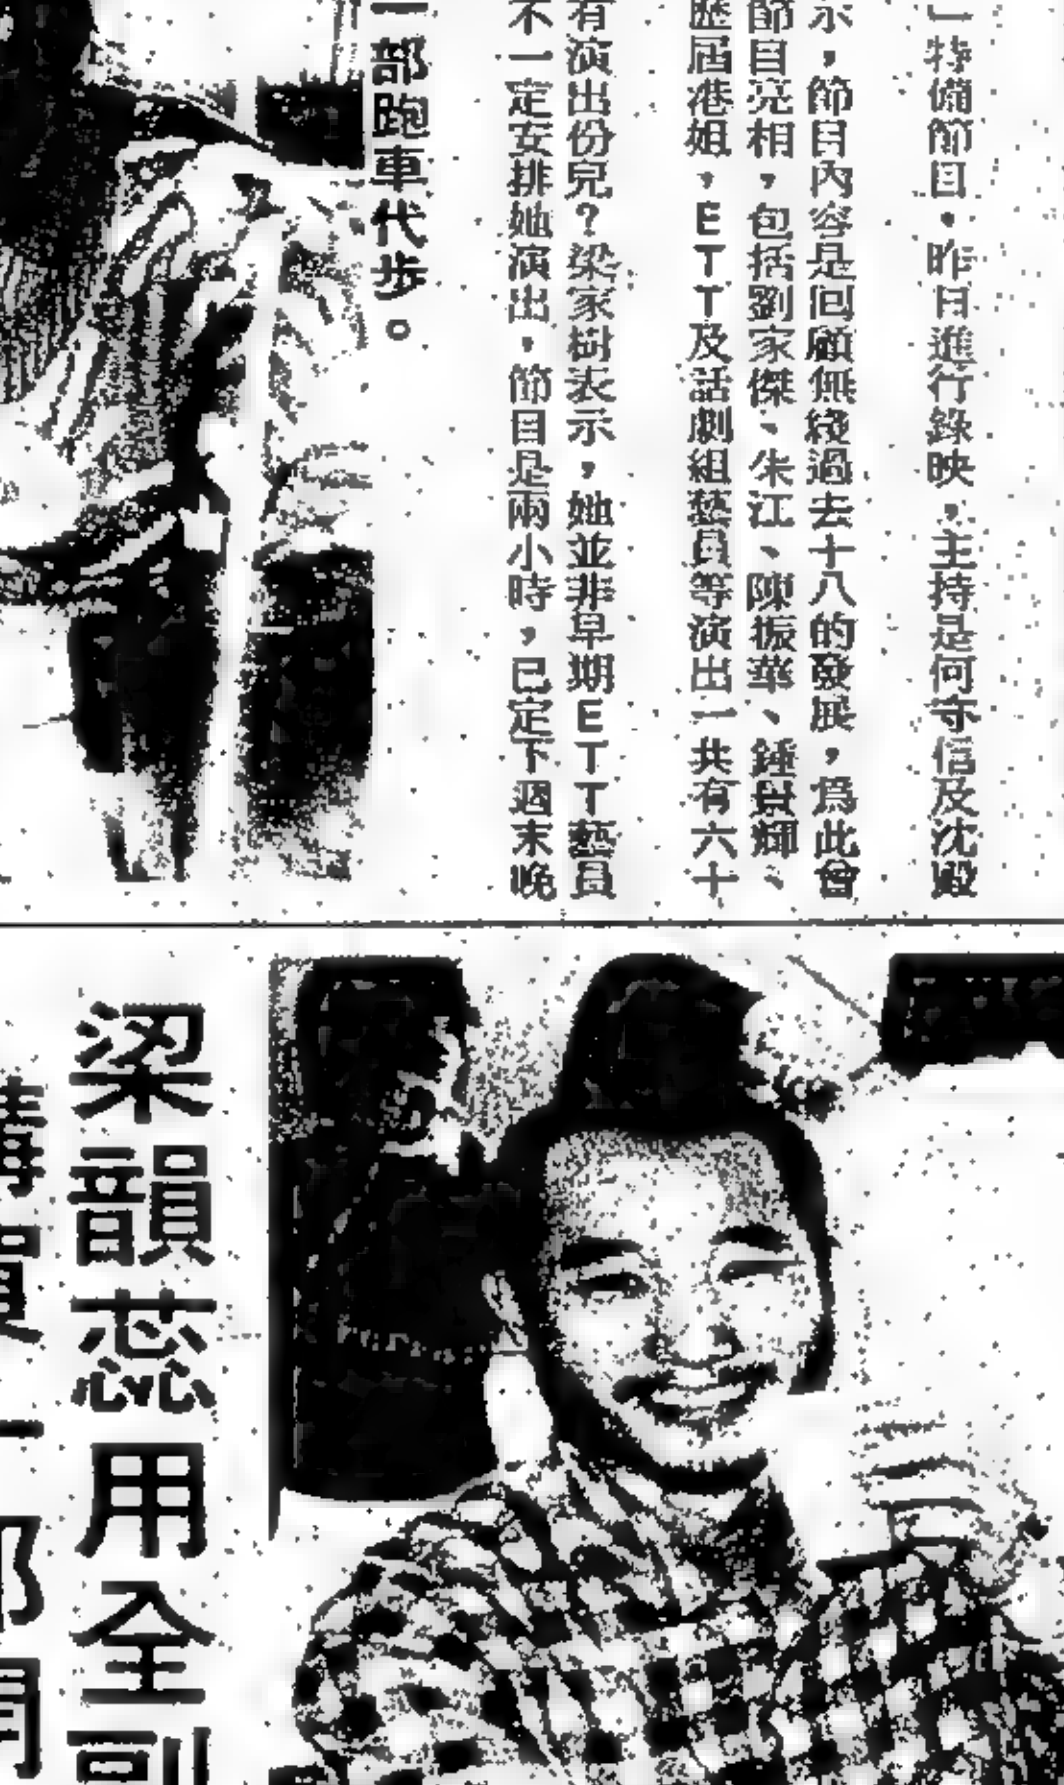 」特備節目,昨日進行錄映,主持是何守信及沈殿
示,節目內容是回顧無綫過去十八的發展,為此曾
節目亮相,包括劉家傑、朱江、陳振華、鍾景輝、
歷屆港姐,ETT及話劇組藝員等演出一共有六十
有演出份兒?梁家樹表示,她並非早期ETT藝員
不一定安排她演出,節目是兩小時,已定下週末晚
一部跑車代步。
梁韻蕊用全副